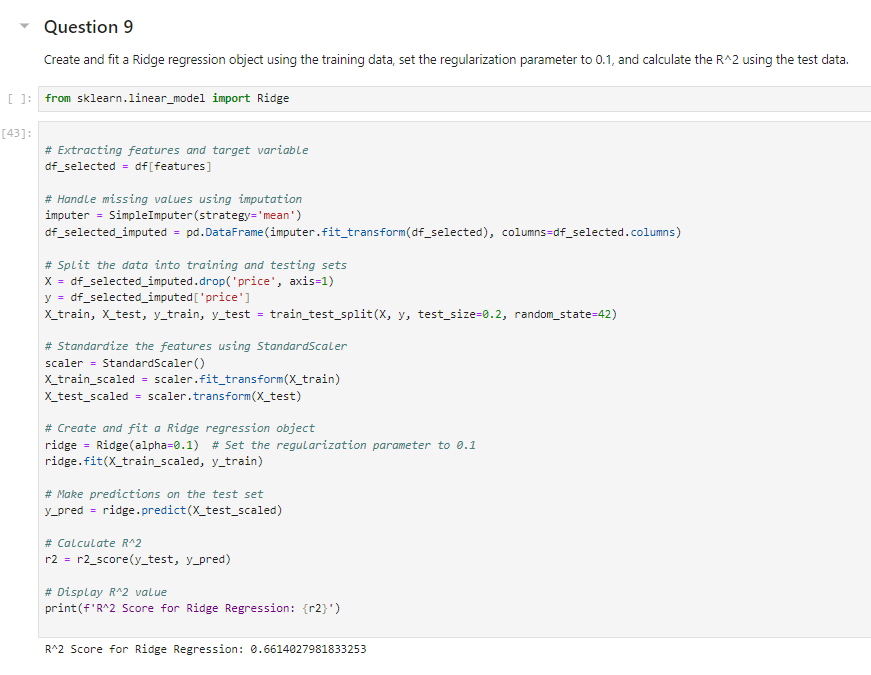 Question 9
Create and fit a Ridge regression object using the training data, set the regularization parameter to 0.1, and calculate the R^2 using the test data.
[ ]: from sklearn.linear_model import Ridge
[43]:
# Extracting features and target variable
df_selected = df[features]
# Handle missing values using imputation
imputer = SimpleImputer(strategy='mean')
df_selected_imputed = pd.DataFrame(imputer.fit_transform(df_selected), columns=df_selected.columns)
# Split the data into training and testing sets
X = df_selected_imputed.drop('price', axis=1)
y = df_selected_imputed['price']
X_train, X_test, y_train, y_test = train_test_split(X, y, test_size=0.2, random_state=42)
# Standardize the features using StandardScaler
scaler = StandardScaler()
X_train_scaled = scaler.fit_transform(X_train)
X_test_scaled = scaler.transform(X_test)
# Create and fit a Ridge regression object
ridge = Ridge(alpha=0.1)  # Set the regularization parameter to 0.1
ridge.fit(X_train_scaled, y_train)
# Make predictions on the test set
y_pred = ridge.predict(X_test_scaled)
# Calculate R^2
r2 = r2_score(y_test, y_pred)
# Display R^2 value
print(f'R^2 Score for Ridge Regression: {r2}')
R^2 Score for Ridge Regression: 0.6614027981833253